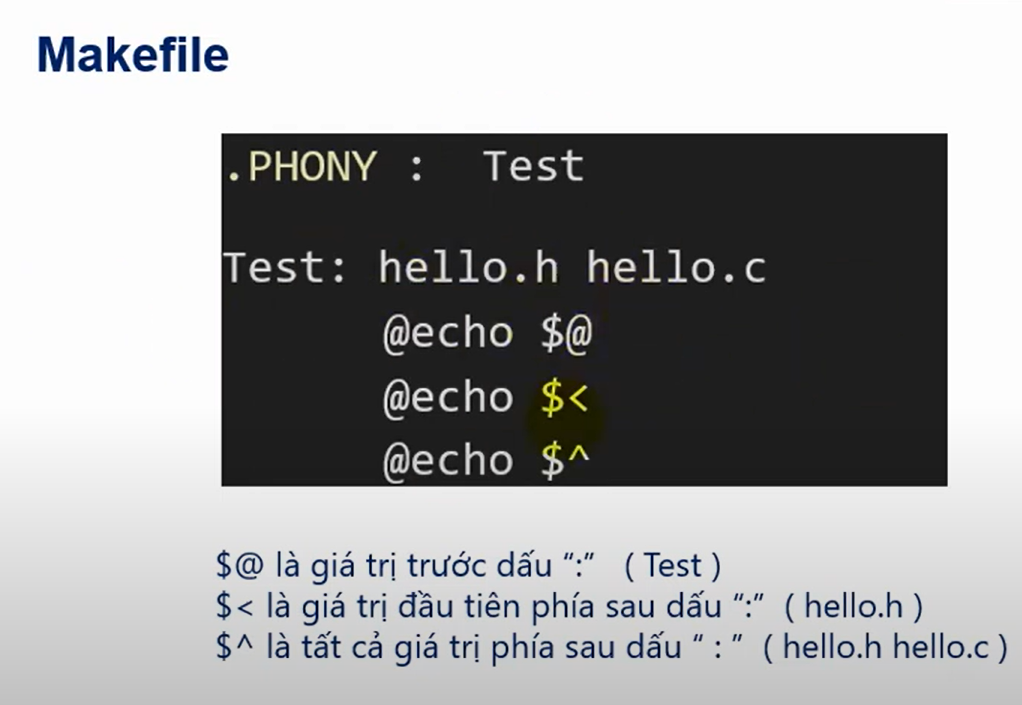 Makefile
.PHONY :  Test
Test: hello.h hello.c
@echo $@
@echo $<
@echo $^
$@ là giá trị trước dấu “:”  ( Test )
$< là giá trị đầu tiên phía sau dấu “:”  ( hello.h )
$^ là tất cả giá trị phía sau dấu “ : ”  ( hello.h hello.c )